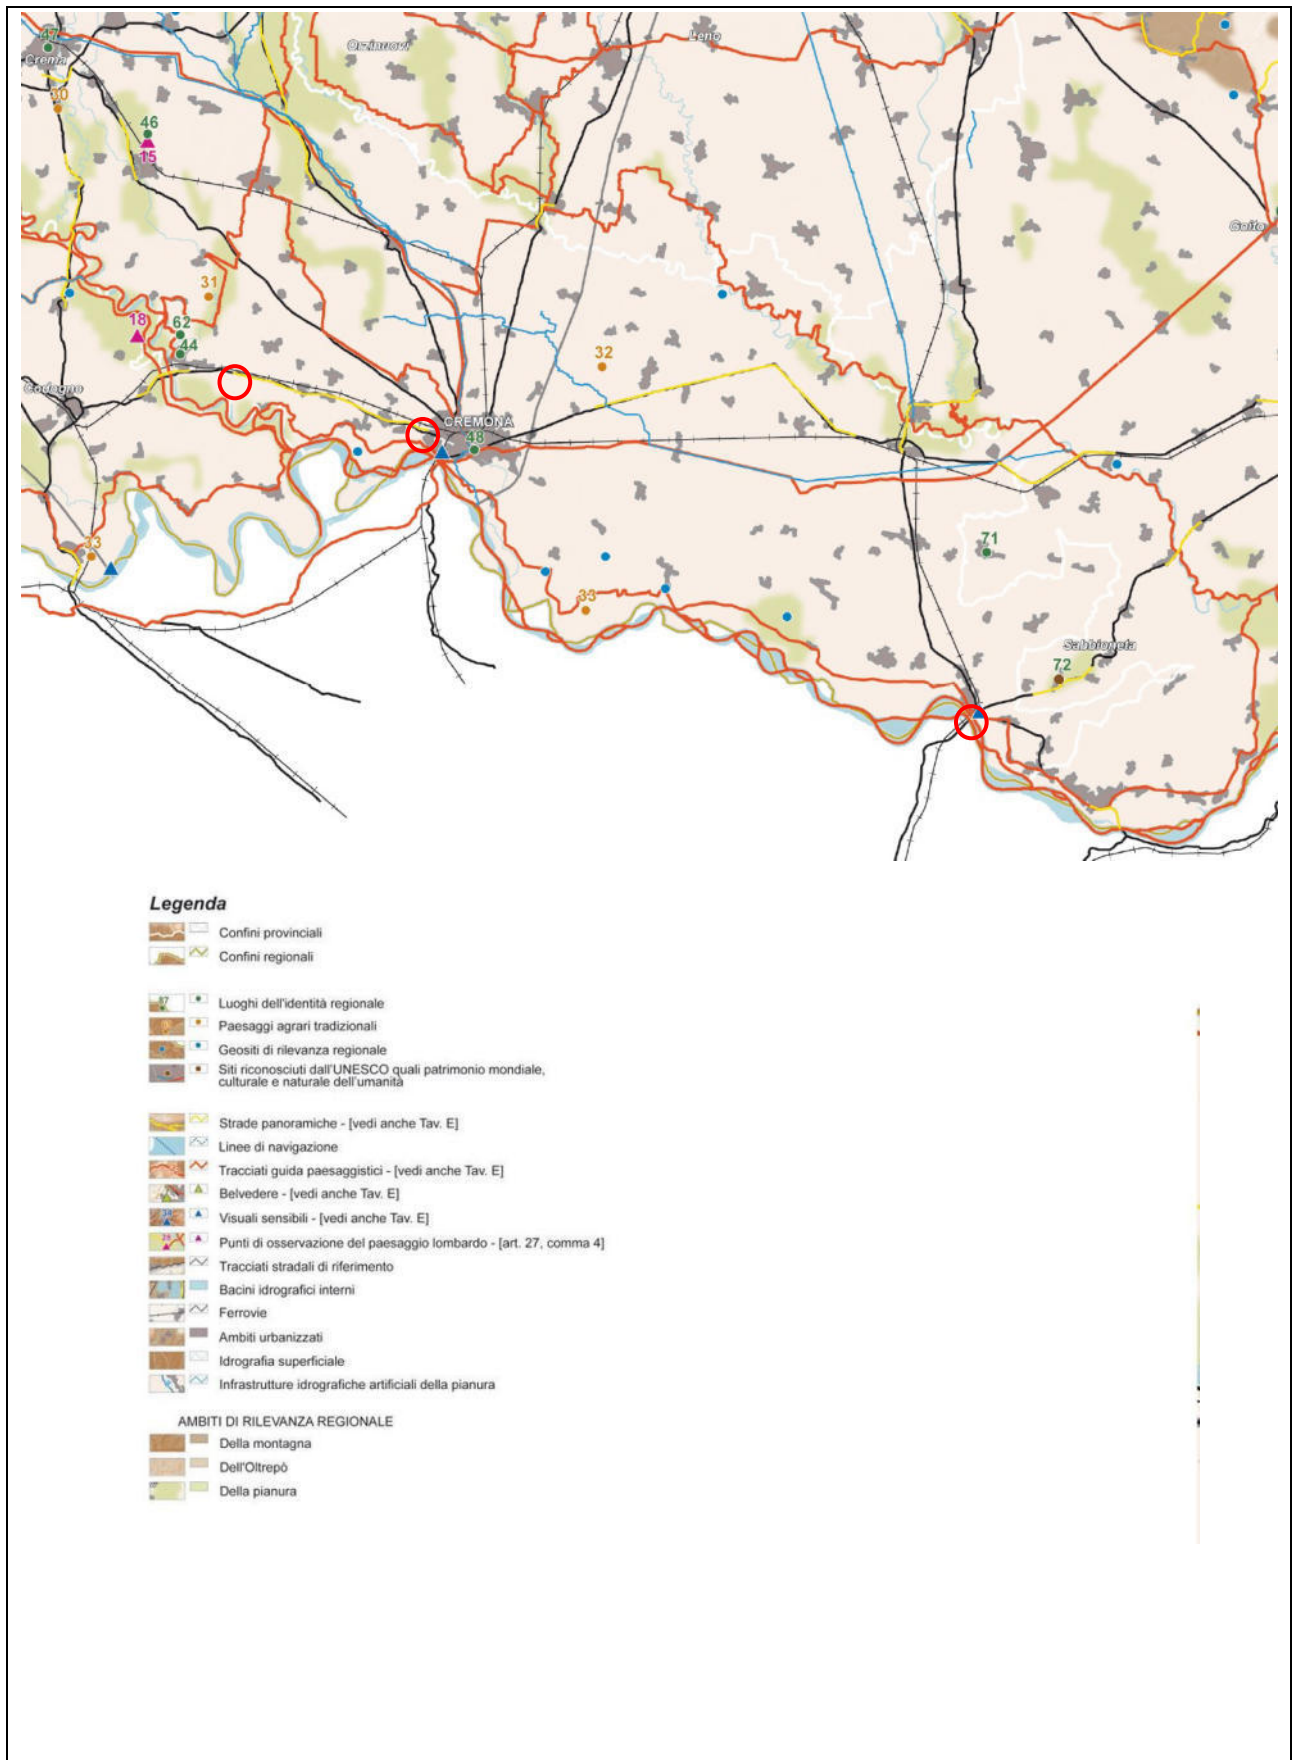 47
Crema
Orzinuovi
Leno
30
46
15
Goito
31
18
62
44
32
Codogno
CREMONA
48
33
71
33
Sabbioneta
72
Legenda
Confini provinciali
Confini regionali
Luoghi dell'identità regionale
Paesaggi agrari tradizionali
Geositi di rilevanza regionale
Siti riconosciuti dall'UNESCO quali patrimonio mondiale,
culturale e naturale dell'umanità
Strade panoramiche - [vedi anche Tav. E]
Linee di navigazione
Tracciati guida paesaggistici - [vedi anche Tav. E]
Belvedere - [vedi anche Tav. E]
Visuali sensibili - [vedi anche Tav. E]
Punti di osservazione del paesaggio lombardo - [art. 27, comma 4]
Tracciati stradali di riferimento
Bacini idrografici interni
Ferrovie
Ambiti urbanizzati
Idrografia superficiale
Infrastrutture idrografiche artificiali della pianura
AMBITI DI RILEVANZA REGIONALE
Della montagna
Dell'Oltrepò
Della pianura